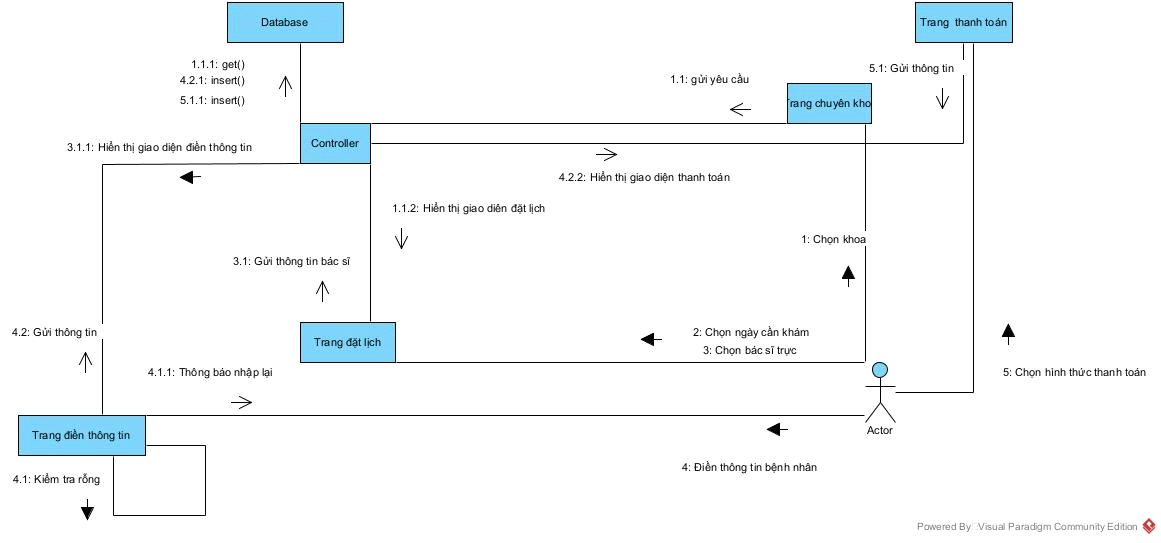 Database
Trang thanh toán
1.1.1: get()
4.2.1: insert()
5.1.1: insert()
1.1: gửi yêu cầu
5.1: Gửi thông tin
Trang chuyên kho
Controller
3.1.1: Hiển thị giao diện điền thông tin
4.2.2: Hiển thị giao diện thanh toán
1.1.2: Hiển thị giao diên đặt lịch
1: Chọn khoa
3.1: Gửi thông tin bác sĩ
4.2: Gửi thông tin
Trang đặt lịch
2: Chọn ngày cần khám
3: Chọn bác sĩ trực
4.1.1: Thông báo nhập lại
5: Chọn hình thức thanh toán
Actor
Trang điền thông tin
4: Điền thông tin bệnh nhân
4.1: Kiểm tra rỗng
Powered By Visual Paradigm Community Edition